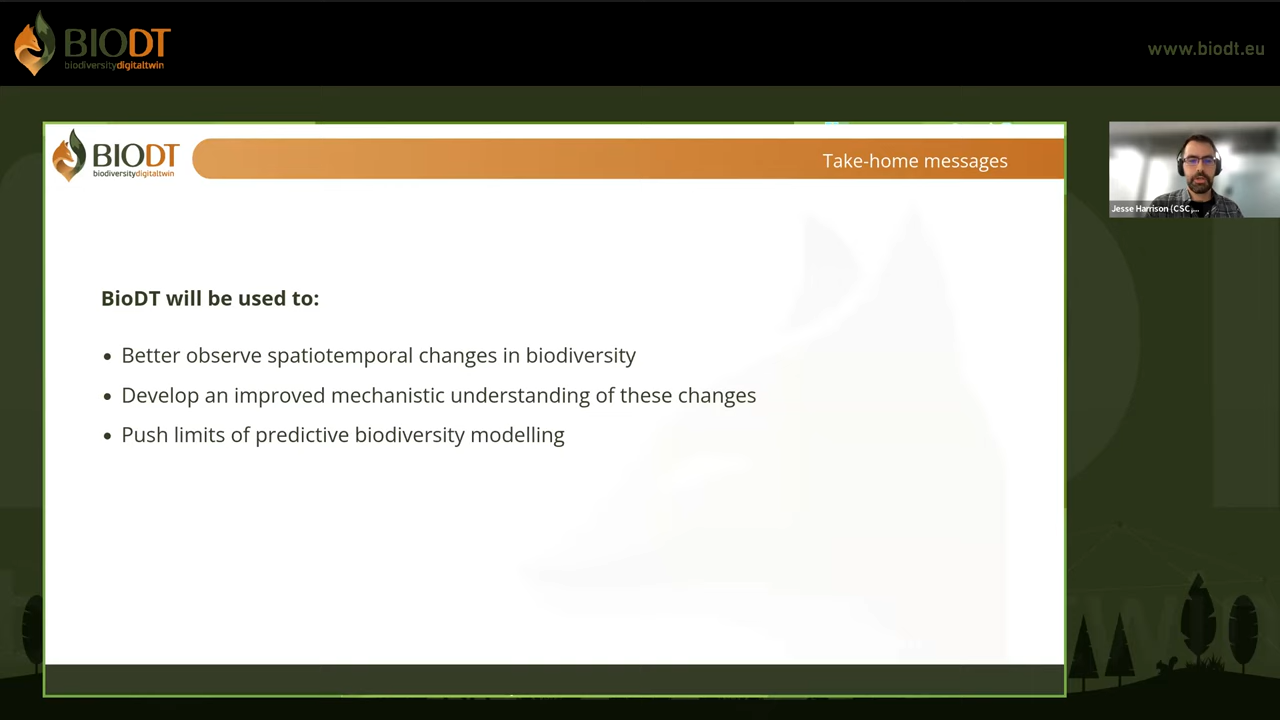 BIODT
biodiversitydigitaltwin
www.biodt.eu
BIODT
biodiversitydigitaltwin
Take-home messages
BioDT will be used to:
• Better observe spatiotemporal changes in biodiversity
• Develop an improved mechanistic understanding of these changes
• Push limits of predictive biodiversity modelling
Jesse Harrison (CSC,...